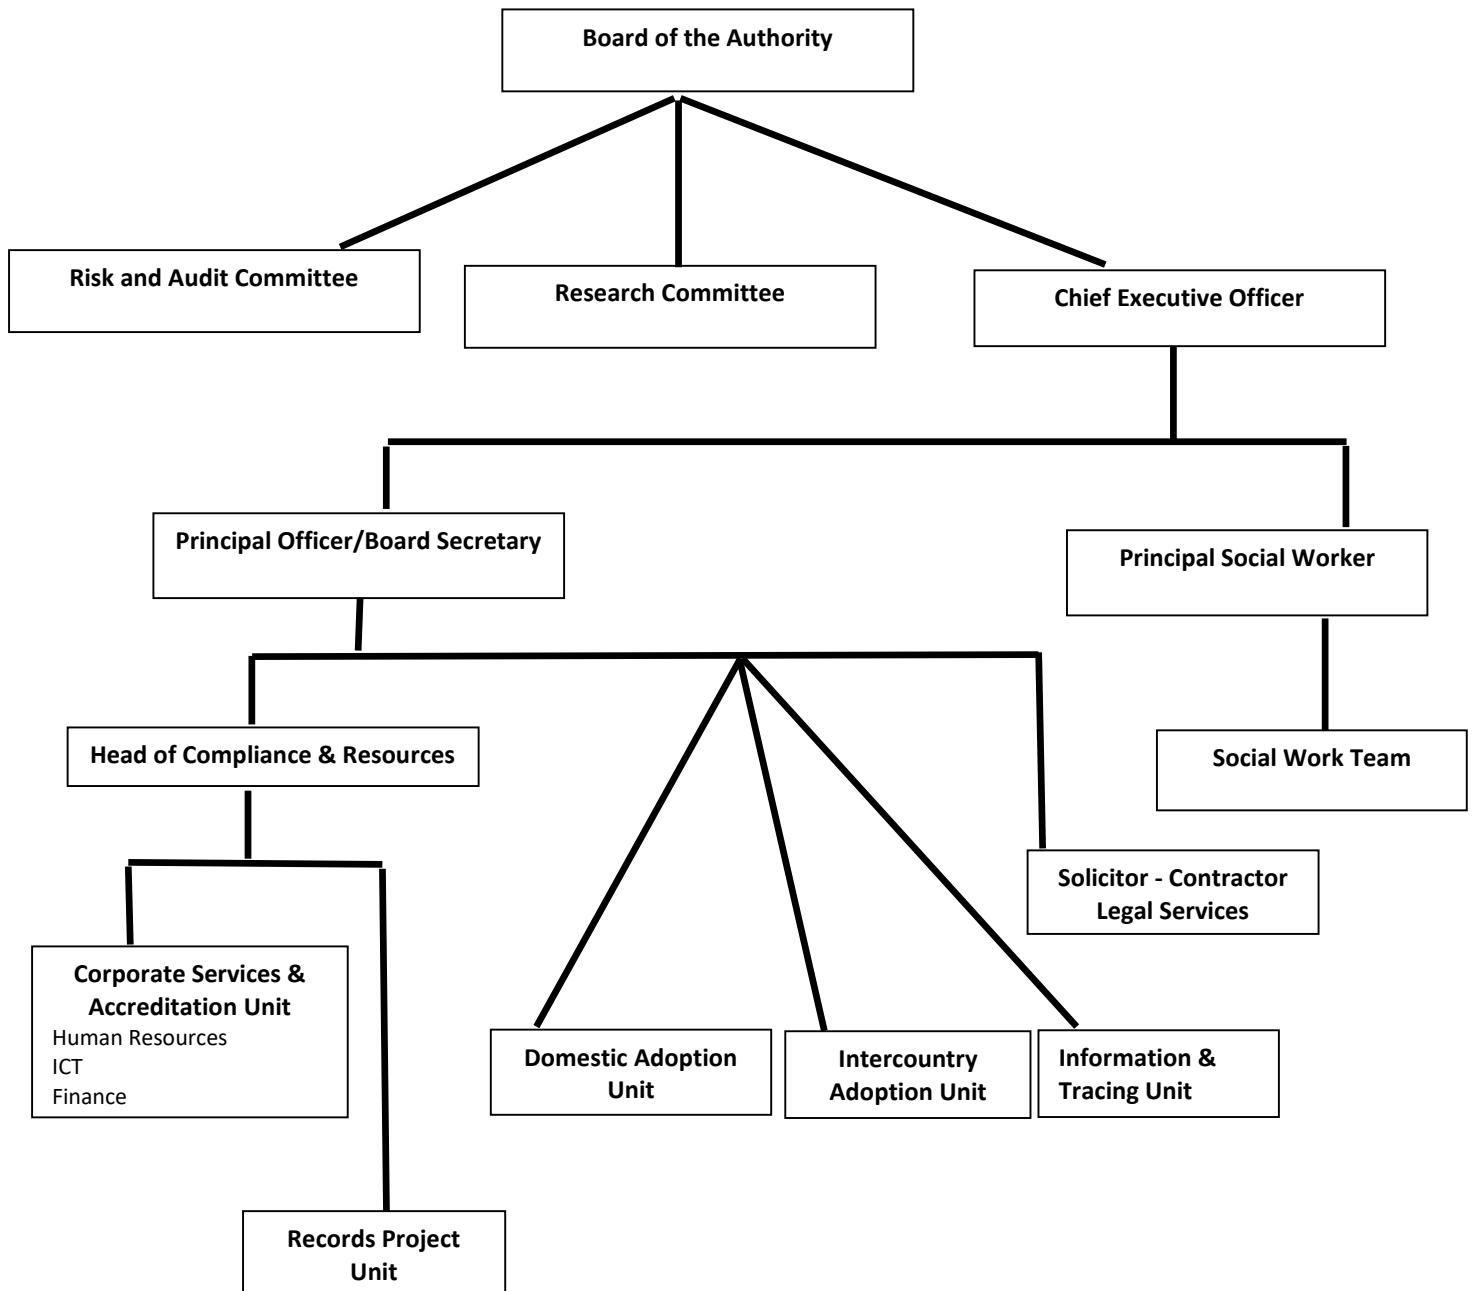 Board of the Authority
Risk and Audit Committee
Research Committee
Chief Executive Officer
Principal Officer/Board Secretary
Principal Social Worker
Head of Compliance & Resources
Social Work Team
Solicitor - Contractor
Legal Services
Corporate Services &
Accreditation Unit
Human Resources
ICT
Finance
Domestic Adoption
Unit
Intercountry
Adoption Unit
Information &
Tracing Unit
Records Project
Unit